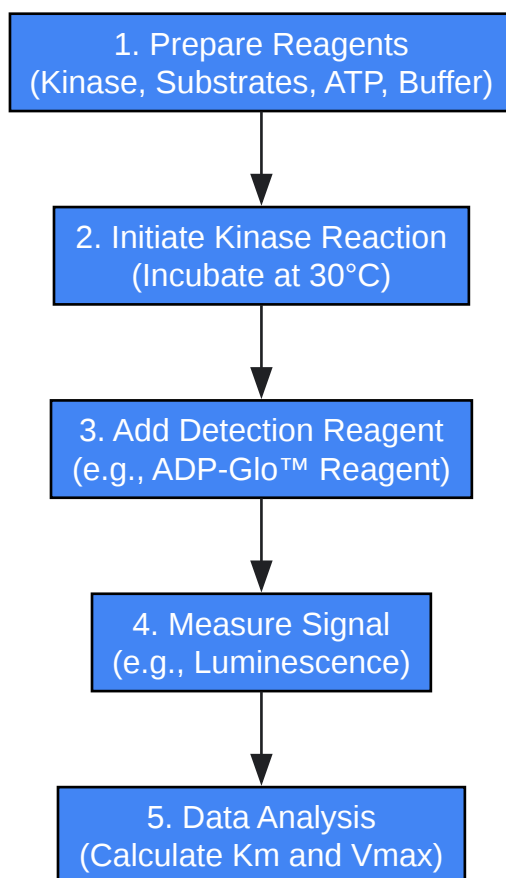 1. Prepare Reagents
(Kinase, Substrates, ATP, Buffer)
2. Initiate Kinase Reaction
(Incubate at 30°C)
3. Add Detection Reagent
(e.g., ADP-Glo™ Reagent)
4. Measure Signal
(e.g., Luminescence)
5. Data Analysis
(Calculate Km and Vmax)